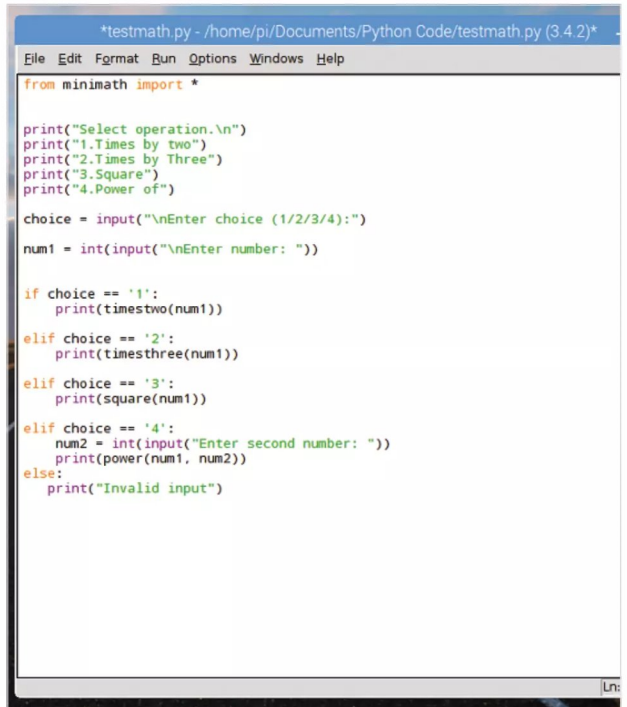 *testmath.py - /home/pi/Documents/Python Code/testmath.py (3.4.2)*
File Edit Format Run Options Windows Help
from minimath import *
print("Select operation.\n")
print("1.Times by two")
print("2.Times by Three")
print("3.Square")
print("4.Power of")
choice = input("\nEnter choice (1/2/3/4):")
num1 = int(input("\nEnter number: "))
if choice == '1':
    print(timestwo(num1))
elif choice == '2':
    print(timesthree(num1))
elif choice == '3':
    print(square(num1))
elif choice == '4':
    num2 = int(input("Enter second number: "))
    print(power(num1, num2))
else:
   print("Invalid input")
Ln: